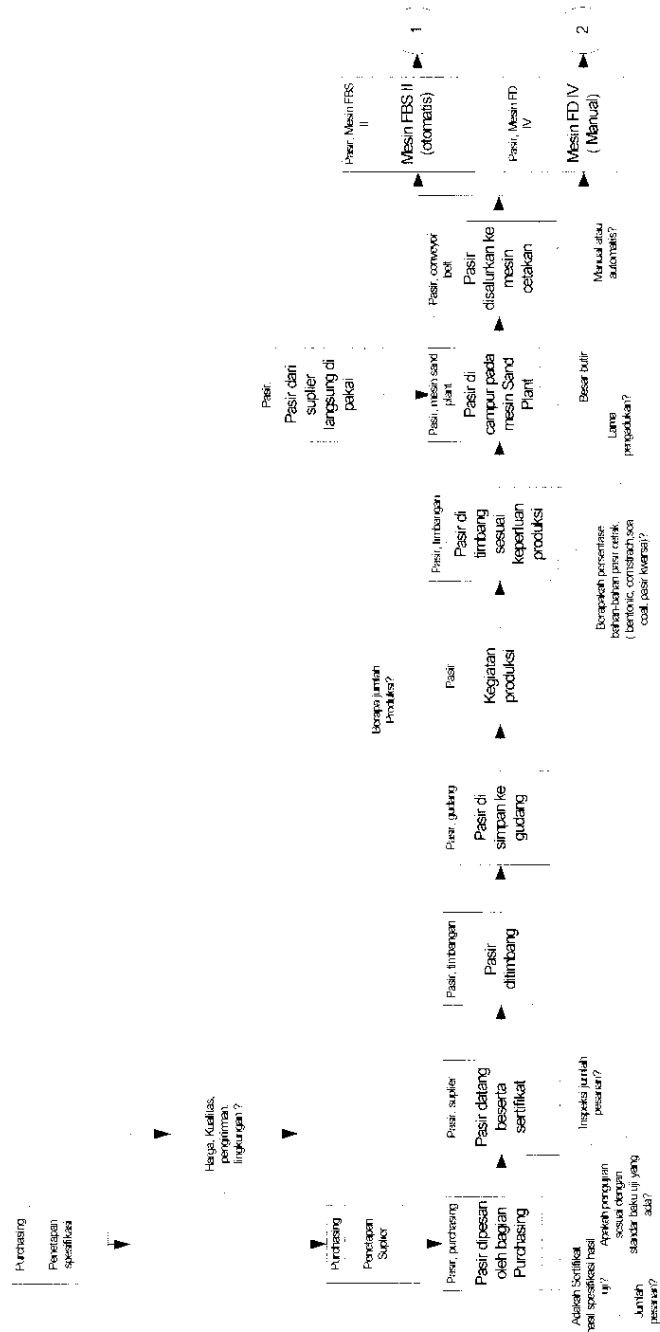 Purchasing
Penetapan
spesifikasi
Harga, Kualitas,
pengirinman,
lingkungan ?
Purchasing
Penetapan
Suplier
Pasir, purchasing
Pasir dipesan
oleh bagian
Purchasing
Adakah Sertifikat
hasil spesifikasi hasil
uji?
Apakah pengujian
sesuai dengan
standar baku uji yang
ada?
Jumlah
pesanan?
Pasir, suplier
Pasir datang
beserta
sertifikat
Inspeksi jumlah
pesanan?
Pasir, timbangan
Pasir
ditimbang
Pasir, gudang
Pasir di
simpan ke
gudang
Berapa jumlah
Produksi?
Pasir
Kegiatan
produksi
Pasir, timbangan
Pasir di
timbang
sesuai
keperluan
produksi
Berapakah persentase
bahan-bahan pasir cetak,
( bentonic, cornstrach,sea
coal, pasir kwarsa)?
Pasir,
Pasir dari
suplier
langsung di
pakai
Pasir, mesin sand
plant
Pasir di
campur pada
mesin Sand
Plant
Besar butir
Lama
pengadukan?
Pasir, conveyor
belt
Pasir
disalurkan ke
mesin
cetakan
Manual atau
automatis?
Pasir, Mesin FBS
II
Mesin FBS II
(otomatis)
1
Pasir, Mesin FD
IV
Mesin FD IV
( Manual)
2